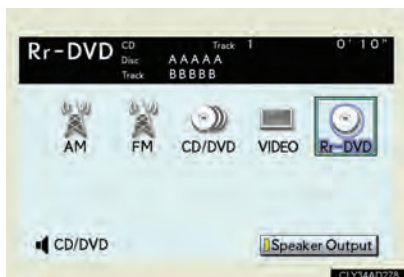 Rr-DVD CD Track 1 0'10"
Disc AAAAA
Track BBBBB
AM FM CD/DVD VIDEO Rr-DVD
CD/DVD Speaker Output
CLY34AD278